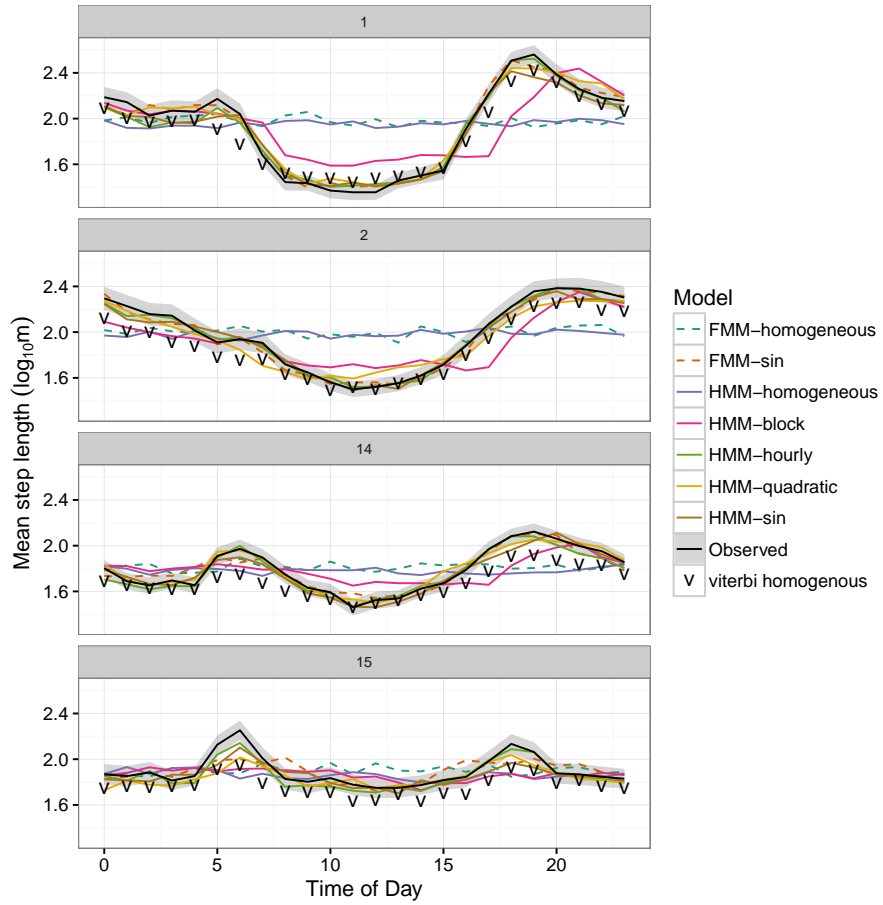 1
2.4
2.0
1.6
2
2.4
2.0
1.6
14
2.4
2.0
1.6
15
2.4
2.0
1.6
0 5 10 15 20
Time of Day
Mean step length (log₁₀m)
Model
FMM−homogeneous
FMM−sin
HMM−homogeneous
HMM−block
HMM−hourly
HMM−quadratic
HMM−sin
Observed
v viterbi homogenous